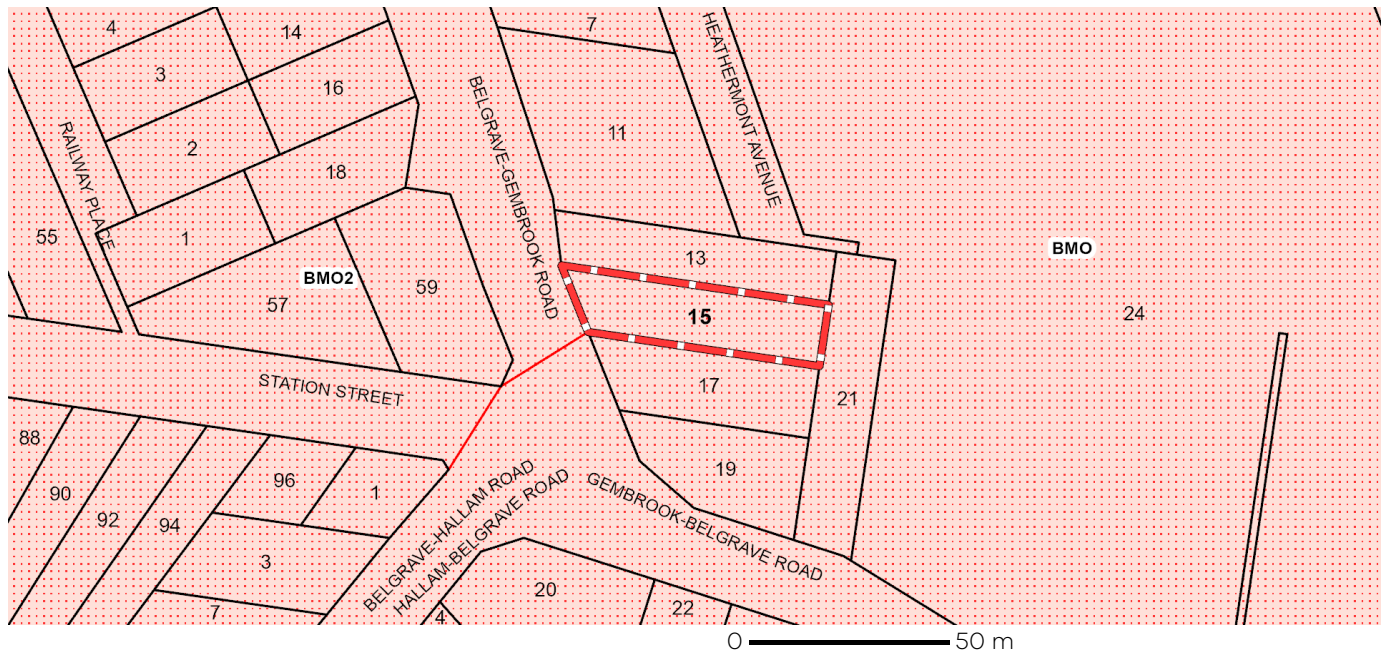 4
14
7
3
16
HEATHERMONT AVENUE
BELGRAVE-GEMBROOK ROAD
11
RAILWAY PLACE
2
18
55
1
13
BMO
BMO2
59
57
15
24
STATION STREET
17
21
88
19
96
1
90
BELGRAVE-HALLAM ROAD
HALLAM-BELGRAVE ROAD
GEMBROOK-BELGRAVE ROAD
92
94
3
20
22
7
4
0 50 m